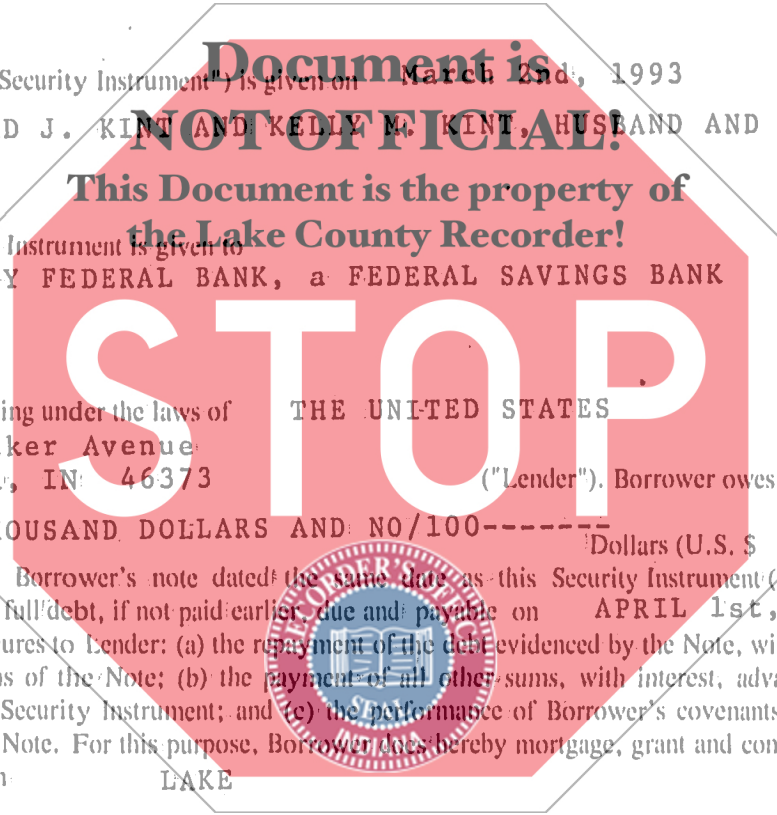 Document is
Security Instrument") is given on March 2nd, 1993
NOT OFFICIAL!
D J. KINT AND KELLY M. KINT, HUSBAND AND
This Document is the property of
the Lake County Recorder!
Instrument is given to
Y FEDERAL BANK, a FEDERAL SAVINGS BANK
STOP
ing under the laws of THE UNITED STATES
ker Avenue
, IN 46373 ("Lender"). Borrower owes
OUSAND DOLLARS AND NO/100-------
Dollars (U.S. $
Borrower's note dated the same date as this Security Instrument (
full debt, if not paid earlier, due and payable on APRIL 1st,
ures to Lender: (a) the repayment of the debt evidenced by the Note, wi
s of the Note; (b) the payment of all other sums, with interest, adva
Security Instrument; and (c) the performance of Borrower's covenants
Note. For this purpose, Borrower does hereby mortgage, grant and con
LAKE
RECORDER'S OFFICE
SEAL